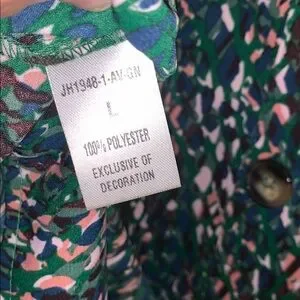 JH1948-1-AV-GN
L
100% POLYESTER
EXCLUSIVE OF
DECORATION